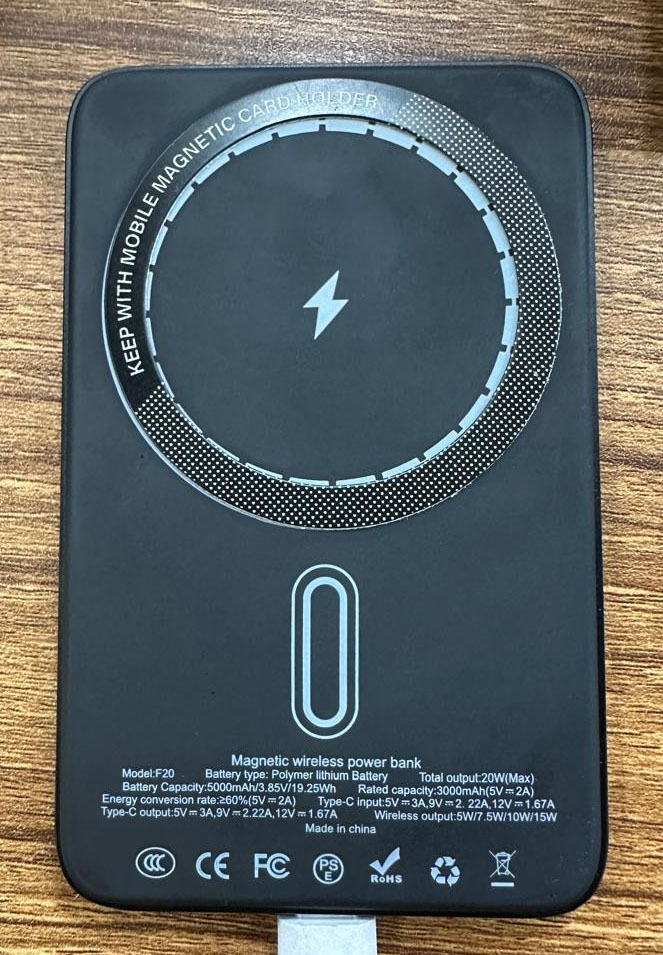 KEEP WITH MOBILE MAGNETIC CARD HOLDER
Magnetic wireless power bank
Model:F20 Battery type: Polymer lithium Battery Total output:20W(Max)
Battery Capacity:5000mAh/3.85V/19.25Wh Rated capacity:3000mAh(5V⎓2A)
Energy conversion rate:≥60%(5V⎓2A) Type-C input:5V⎓3A,9V⎓2. 22A,12V⎓1.67A
Type-C output:5V⎓3A,9V⎓2.22A,12V⎓1.67A Wireless output:5W/7.5W/10W/15W
Made in china
CCC CE FC PSE RoHS